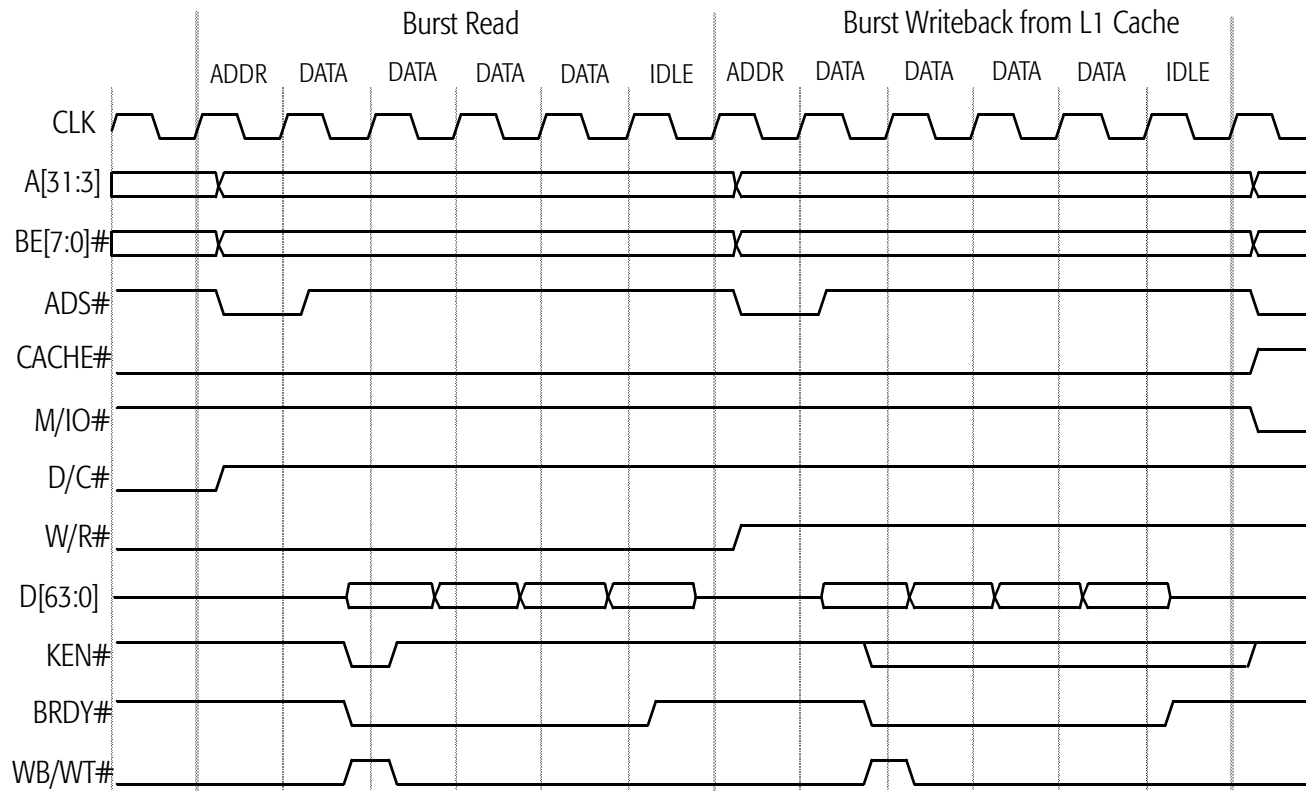 Burst Read Burst Writeback from L1 Cache
ADDR DATA DATA DATA DATA IDLE ADDR DATA DATA DATA DATA IDLE
CLK
A[31:3]
BE[7:0]#
ADS#
CACHE#
M/IO#
D/C#
W/R#
D[63:0]
KEN#
BRDY#
WB/WT#